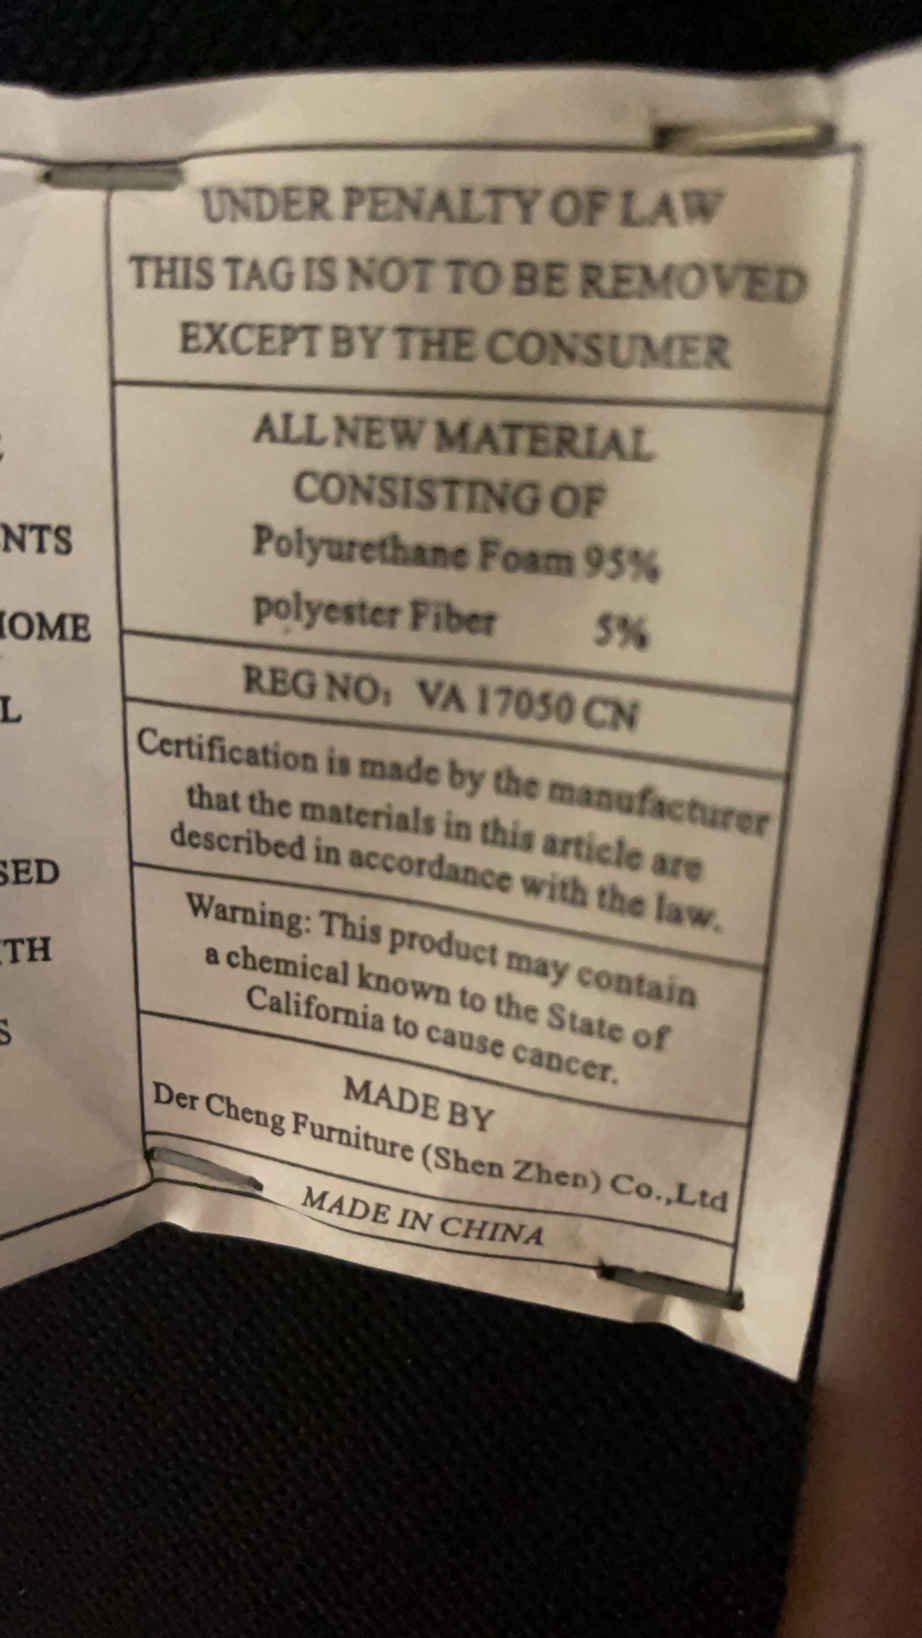 UNDER PENALTY OF LAW
THIS TAG IS NOT TO BE REMOVED
EXCEPT BY THE CONSUMER
ALL NEW MATERIAL
CONSISTING OF
Polyurethane Foam 95%
polyester Fiber 5%
REG NO: VA 17050 CN
Certification is made by the manufacturer
that the materials in this article are
described in accordance with the law.
Warning: This product may contain
a chemical known to the State of
California to cause cancer.
MADE BY
Der Cheng Furniture (Shen Zhen) Co.,Ltd
MADE IN CHINA
NTS
OME
L
SED
TH
S